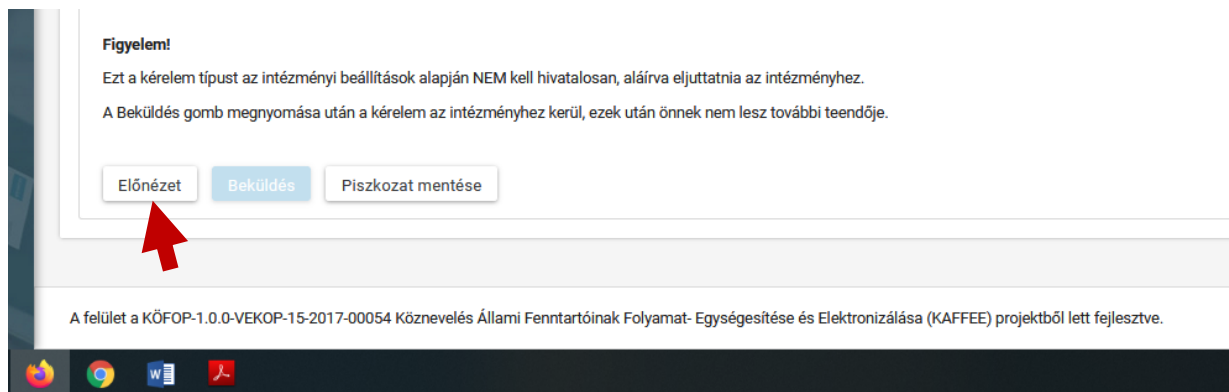 Figyelem!
Ezt a kérelem típust az intézményi beállítások alapján NEM kell hivatalosan, aláírva eljuttatnia az intézményhez.
A Beküldés gomb megnyomása után a kérelem az intézményhez kerül, ezek után önnek nem lesz további teendője.
Előnézet Beküldés Piszkozat mentése
A felület a KÖFOP-1.0.0-VEKOP-15-2017-00054 Köznevelés Állami Fenntartóinak Folyamat- Egységesítése és Elektronizálása (KAFFEE) projektből lett fejlesztve.